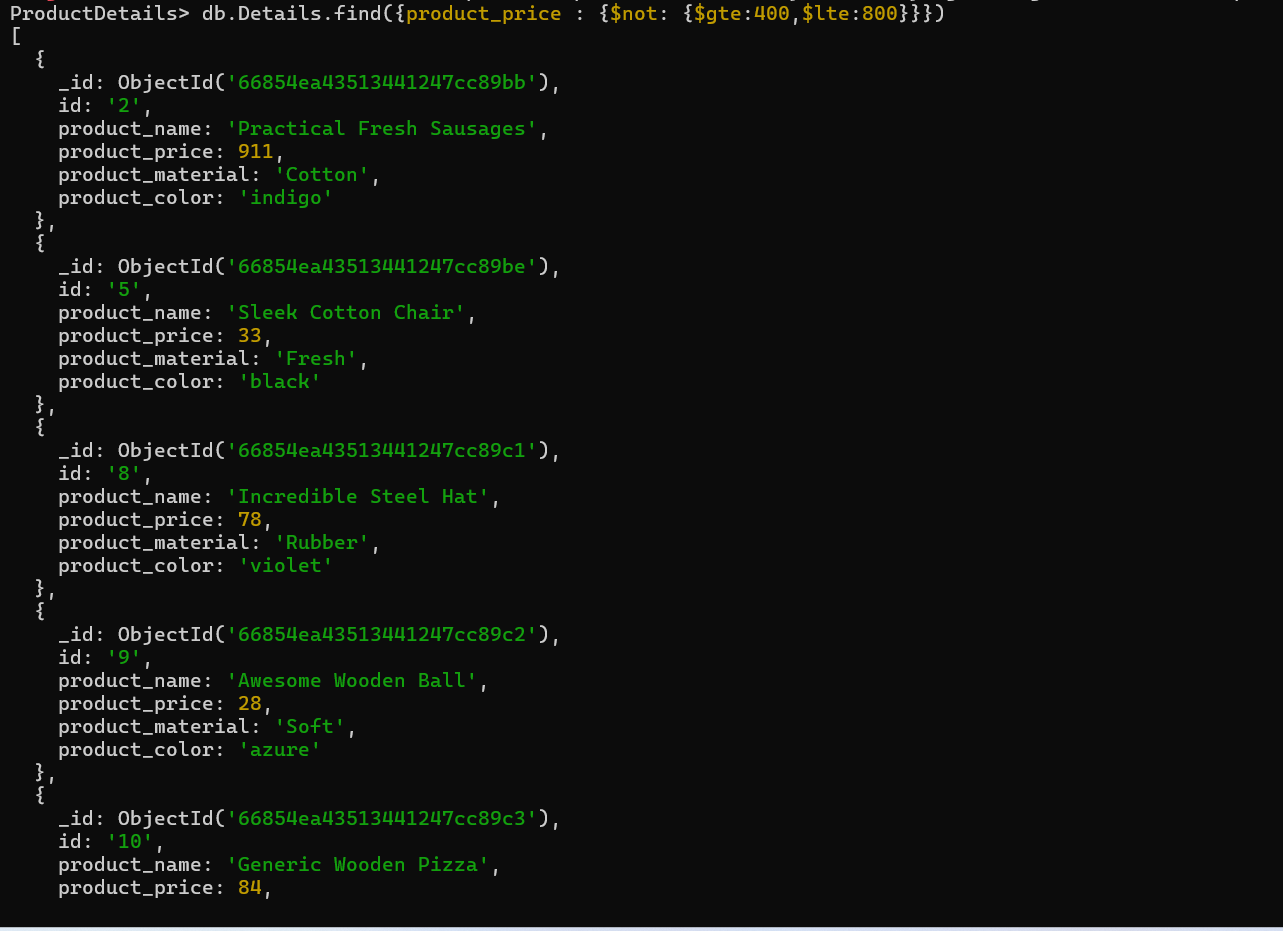 ProductDetails> db.Details.find({product_price : {$not: {$gte:400,$lte:800}}})
[
  {
    _id: ObjectId('66854ea43513441247cc89bb'),
    id: '2',
    product_name: 'Practical Fresh Sausages',
    product_price: 911,
    product_material: 'Cotton',
    product_color: 'indigo'
  },
  {
    _id: ObjectId('66854ea43513441247cc89be'),
    id: '5',
    product_name: 'Sleek Cotton Chair',
    product_price: 33,
    product_material: 'Fresh',
    product_color: 'black'
  },
  {
    _id: ObjectId('66854ea43513441247cc89c1'),
    id: '8',
    product_name: 'Incredible Steel Hat',
    product_price: 78,
    product_material: 'Rubber',
    product_color: 'violet'
  },
  {
    _id: ObjectId('66854ea43513441247cc89c2'),
    id: '9',
    product_name: 'Awesome Wooden Ball',
    product_price: 28,
    product_material: 'Soft',
    product_color: 'azure'
  },
  {
    _id: ObjectId('66854ea43513441247cc89c3'),
    id: '10',
    product_name: 'Generic Wooden Pizza',
    product_price: 84,